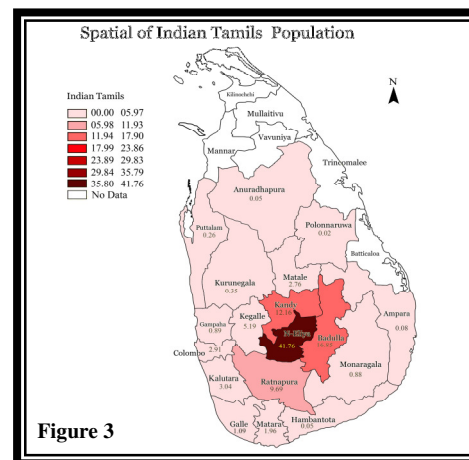 Spatial of Indian Tamils Population
N
Indian Tamils
00.00 05.97
05.98 11.93
11.94 17.90
17.99 23.86
23.89 29.83
29.84 35.79
35.80 41.76
No Data
Kilinochchi
Mullaitivu
Vavuniya
Mannar
Trincomalee
Anuradhapura
0.05
Puttalam
0.26
Polonnaruwa
0.02
Batticaloa
Kurunegala
0.35
Matale
2.76
Kandy
12.16
Kegalle
5.19
N-Eliya
41.76
Badulla
Ampara
0.08
Gampaha
0.89
Colombo
2.91
Monaragala
0.88
Kalutara
3.04
Ratnapura
9.69
Galle
1.09
Matara
1.96
Hambantota
0.05
Figure 3